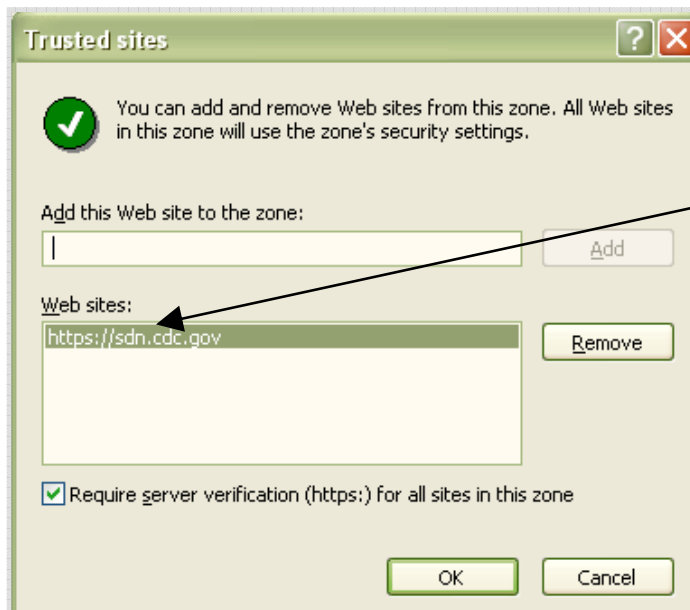 Trusted sites
You can add and remove Web sites from this zone. All Web sites
in this zone will use the zone's security settings.
Add this Web site to the zone:
Add
Web sites:
https://sdn.cdc.gov
Remove
Require server verification (https:) for all sites in this zone
OK
Cancel